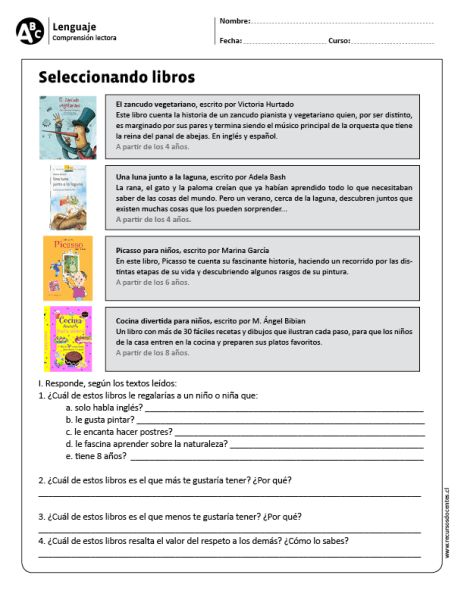 ABC
Lenguaje
Comprensión lectora
Nombre:
Fecha: Curso:
Seleccionando libros
El zancudo vegetariano
El zancudo vegetariano, escrito por Victoria Hurtado
Este libro cuenta la historia de un zancudo pianista y vegetariano quien, por ser distinto,
es marginado por sus pares y termina siendo el músico principal de la orquesta que tiene
la reina del panal de abejas. En inglés y español.
A partir de los 4 años.
Una luna
junto a la laguna
Una luna junto a la laguna, escrito por Adela Bash
La rana, el gato y la paloma creían que ya habían aprendido todo lo que necesitaban
saber de las cosas del mundo. Pero un verano, cerca de la laguna, descubren juntos que
existen muchas cosas que los pueden sorprender...
A partir de los 4 años.
Picasso
Picasso para niños, escrito por Marina García
En este libro, Picasso te cuenta su fascinante historia, haciendo un recorrido por las dis-
tintas etapas de su vida y descubriendo algunos rasgos de su pintura.
A partir de los 6 años.
Cocina
Cocina divertida para niños, escrito por M. Ángel Bibian
Un libro con más de 30 fáciles recetas y dibujos que ilustran cada paso, para que los niños
de la casa entren en la cocina y preparen sus platos favoritos.
A partir de los 8 años.
I. Responde, según los textos leídos:
1. ¿Cuál de estos libros le regalarías a un niño o niña que:
a. solo habla inglés?
b. le gusta pintar?
c. le encanta hacer postres?
d. le fascina aprender sobre la naturaleza?
e. tiene 8 años?
2. ¿Cuál de estos libros es el que más te gustaría tener? ¿Por qué?
3. ¿Cuál de estos libros es el que menos te gustaría tener? ¿Por qué?
4. ¿Cuál de estos libros resalta el valor del respeto a los demás? ¿Cómo lo sabes?
www.recursosdocentes.cl